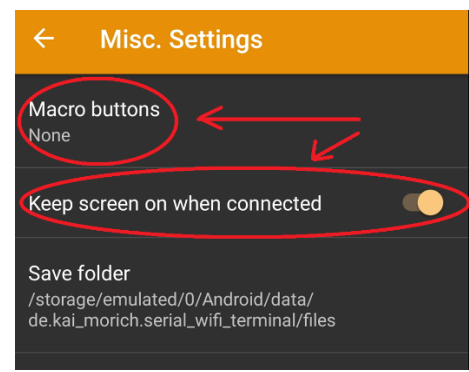 Misc. Settings
Macro buttons
None
Keep screen on when connected
Save folder
/storage/emulated/0/Android/data/
de.kai_morich.serial_wifi_terminal/files